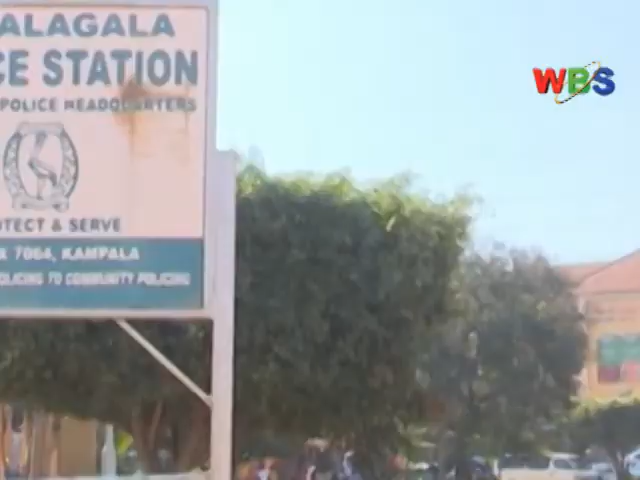 ALAGALA
CE STATION
POLICE HEADQUARTERS
OTECT & SERVE
X 7064, KAMPALA
OLICING TO COMMUNITY POLICING
WBS